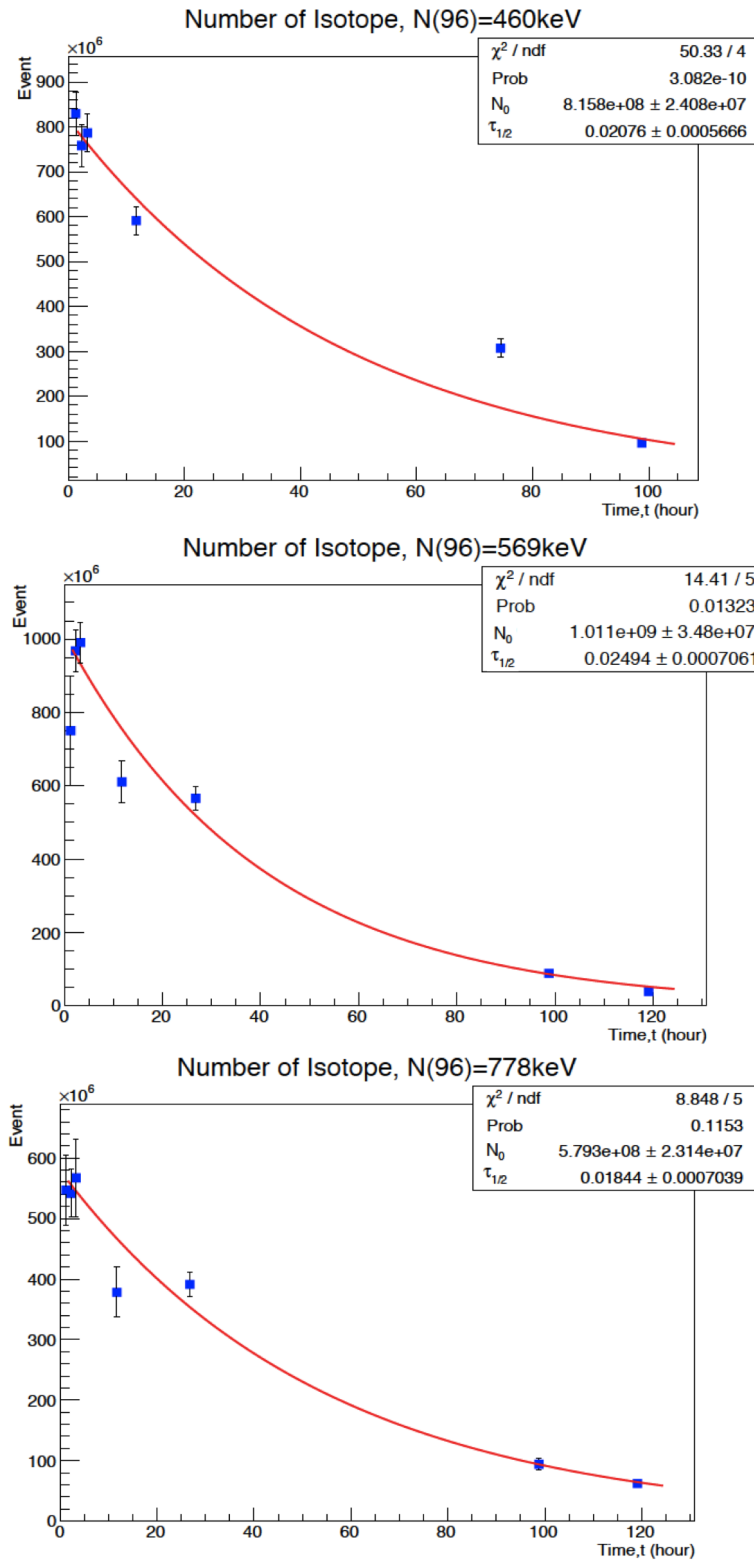 Number of Isotope, N(96)=460keV
×10⁶
Event
χ² / ndf 50.33 / 4
Prob 3.082e-10
N₀ 8.158e+08 ± 2.408e+07
τ₁/₂ 0.02076 ± 0.0005666
900
800
700
600
500
400
300
200
100
0 20 40 60 80 100
Time,t (hour)
Number of Isotope, N(96)=569keV
×10⁶
Event
χ² / ndf 14.41 / 5
Prob 0.01323
N₀ 1.011e+09 ± 3.48e+07
τ₁/₂ 0.02494 ± 0.0007061
1000
800
600
400
200
0
0 20 40 60 80 100 120
Time,t (hour)
Number of Isotope, N(96)=778keV
×10⁶
Event
χ² / ndf 8.848 / 5
Prob 0.1153
N₀ 5.793e+08 ± 2.314e+07
τ₁/₂ 0.01844 ± 0.0007039
600
500
400
300
200
100
0
0 20 40 60 80 100 120
Time,t (hour)